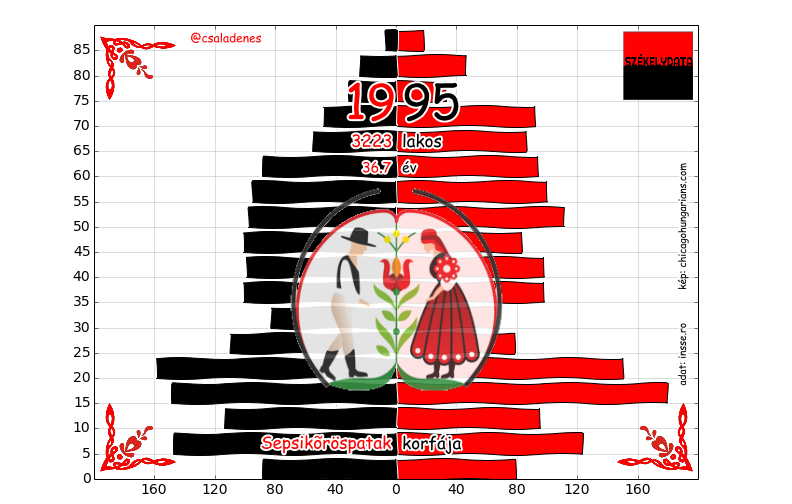 @csaladenes
SZÉKELYDATA
1995
3223 lakos
36.7 év
kép: chicagohungarians.com
adat: insse.ro
Sepsikőröspatak korfája
85
80
75
70
65
60
55
50
45
40
35
30
25
20
15
10
5
0
160 120 80 40 0 40 80 120 160